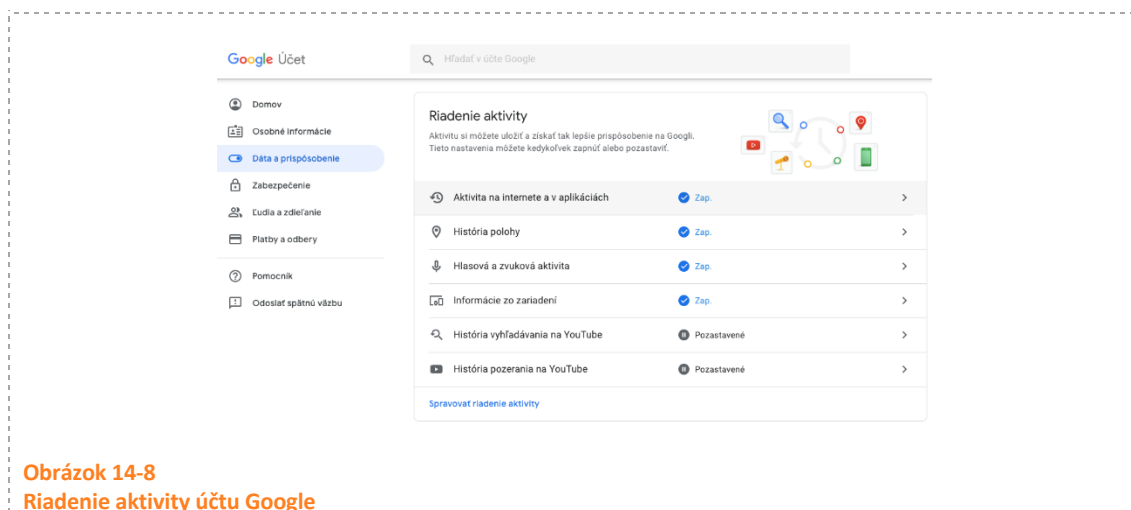 Google Účet
Hľadať v účte Google
Domov
Osobné informácie
Dáta a prispôsobenie
Zabezpečenie
Ľudia a zdieľanie
Platby a odbery
Pomocník
Odoslať spätnú väzbu
Riadenie aktivity
Aktivitu si môžete uložiť a získať tak lepšie prispôsobenie na Googli.
Tieto nastavenia môžete kedykoľvek zapnúť alebo pozastaviť.
Aktivita na internete a v aplikáciách Zap.
História polohy Zap.
Hlasová a zvuková aktivita Zap.
Informácie zo zariadení Zap.
História vyhľadávania na YouTube Pozastavené
História pozerania na YouTube Pozastavené
Spravovať riadenie aktivity
Obrázok 14-8
Riadenie aktivity účtu Google